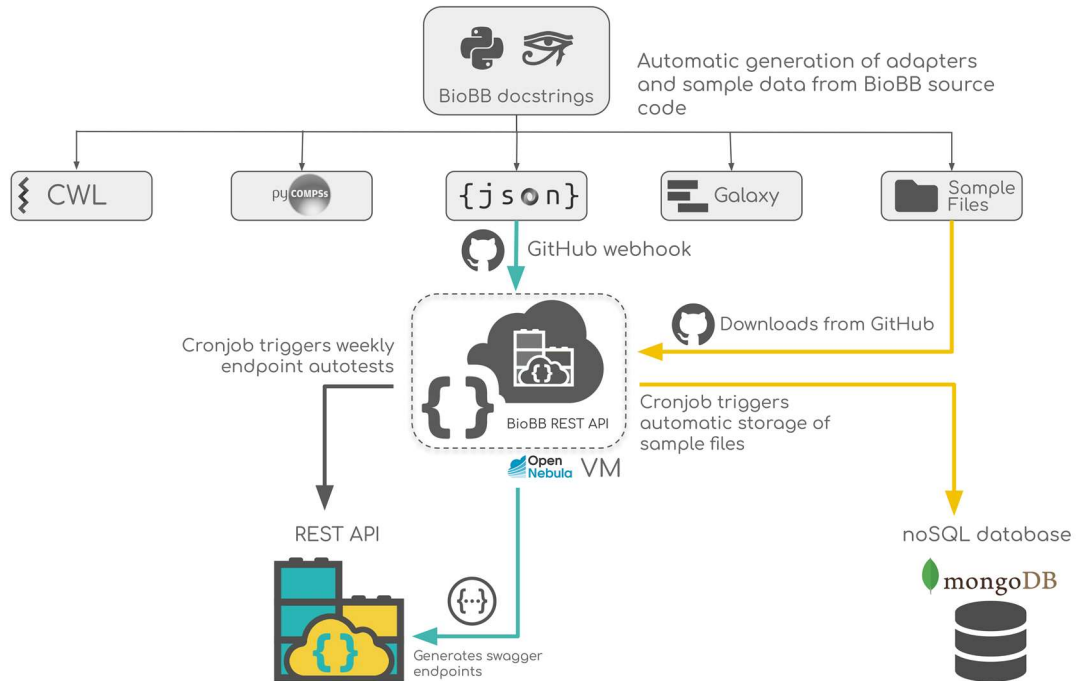 BioBB docstrings
Automatic generation of adapters
and sample data from BioBB source
code
CWL
py COMPSs
{json}
Galaxy
Sample
Files
GitHub webhook
Downloads from GitHub
Cronjob triggers weekly
endpoint autotests
{}
{}
BioBB REST API
Cronjob triggers
automatic storage of
sample files
Open
Nebula
VM
REST API
noSQL database
mongoDB
{}
{···}
Generates swagger
endpoints